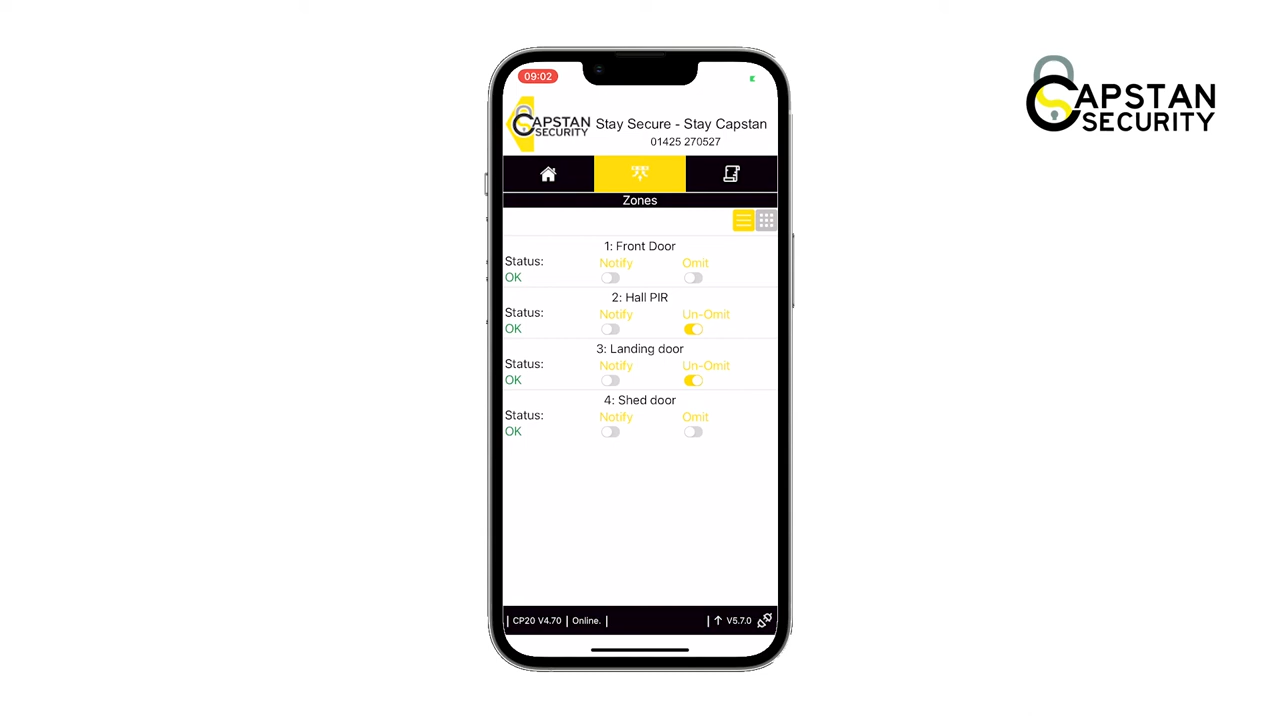 09:02
CAPSTAN
SECURITY
Stay Secure - Stay Capstan
01425 270527
CAPSTAN
SECURITY
Zones
1: Front Door
Status: Notify Omit
OK
2: Hall PIR
Status: Notify Un-Omit
OK
3: Landing door
Status: Notify Un-Omit
OK
4: Shed door
Status: Notify Omit
OK
| CP20 V4.70 | Online. | | ↑ V5.7.0